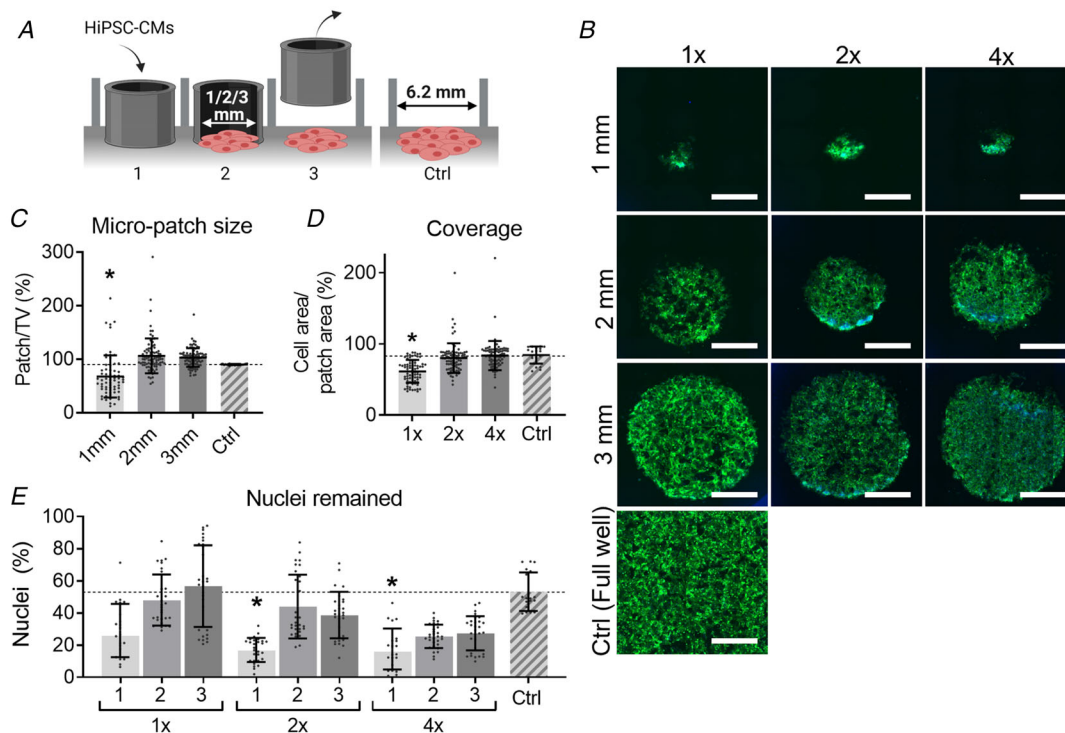 A
HiPSC-CMs
1/2/3
mm
6.2 mm
1
2
3
Ctrl
B
1x
2x
4x
1 mm
2 mm
3 mm
Ctrl (Full well)
C
Micro-patch size
Patch/TV (%)
300
200
100
0
*
1mm
2mm
3mm
Ctrl
D
Coverage
Cell area/
patch area (%)
200
100
0
*
1x
2x
4x
Ctrl
E
Nuclei remained
Nuclei (%)
100
80
60
40
20
0
*
*
1
2
3
1
2
3
1
2
3
Ctrl
1x
2x
4x